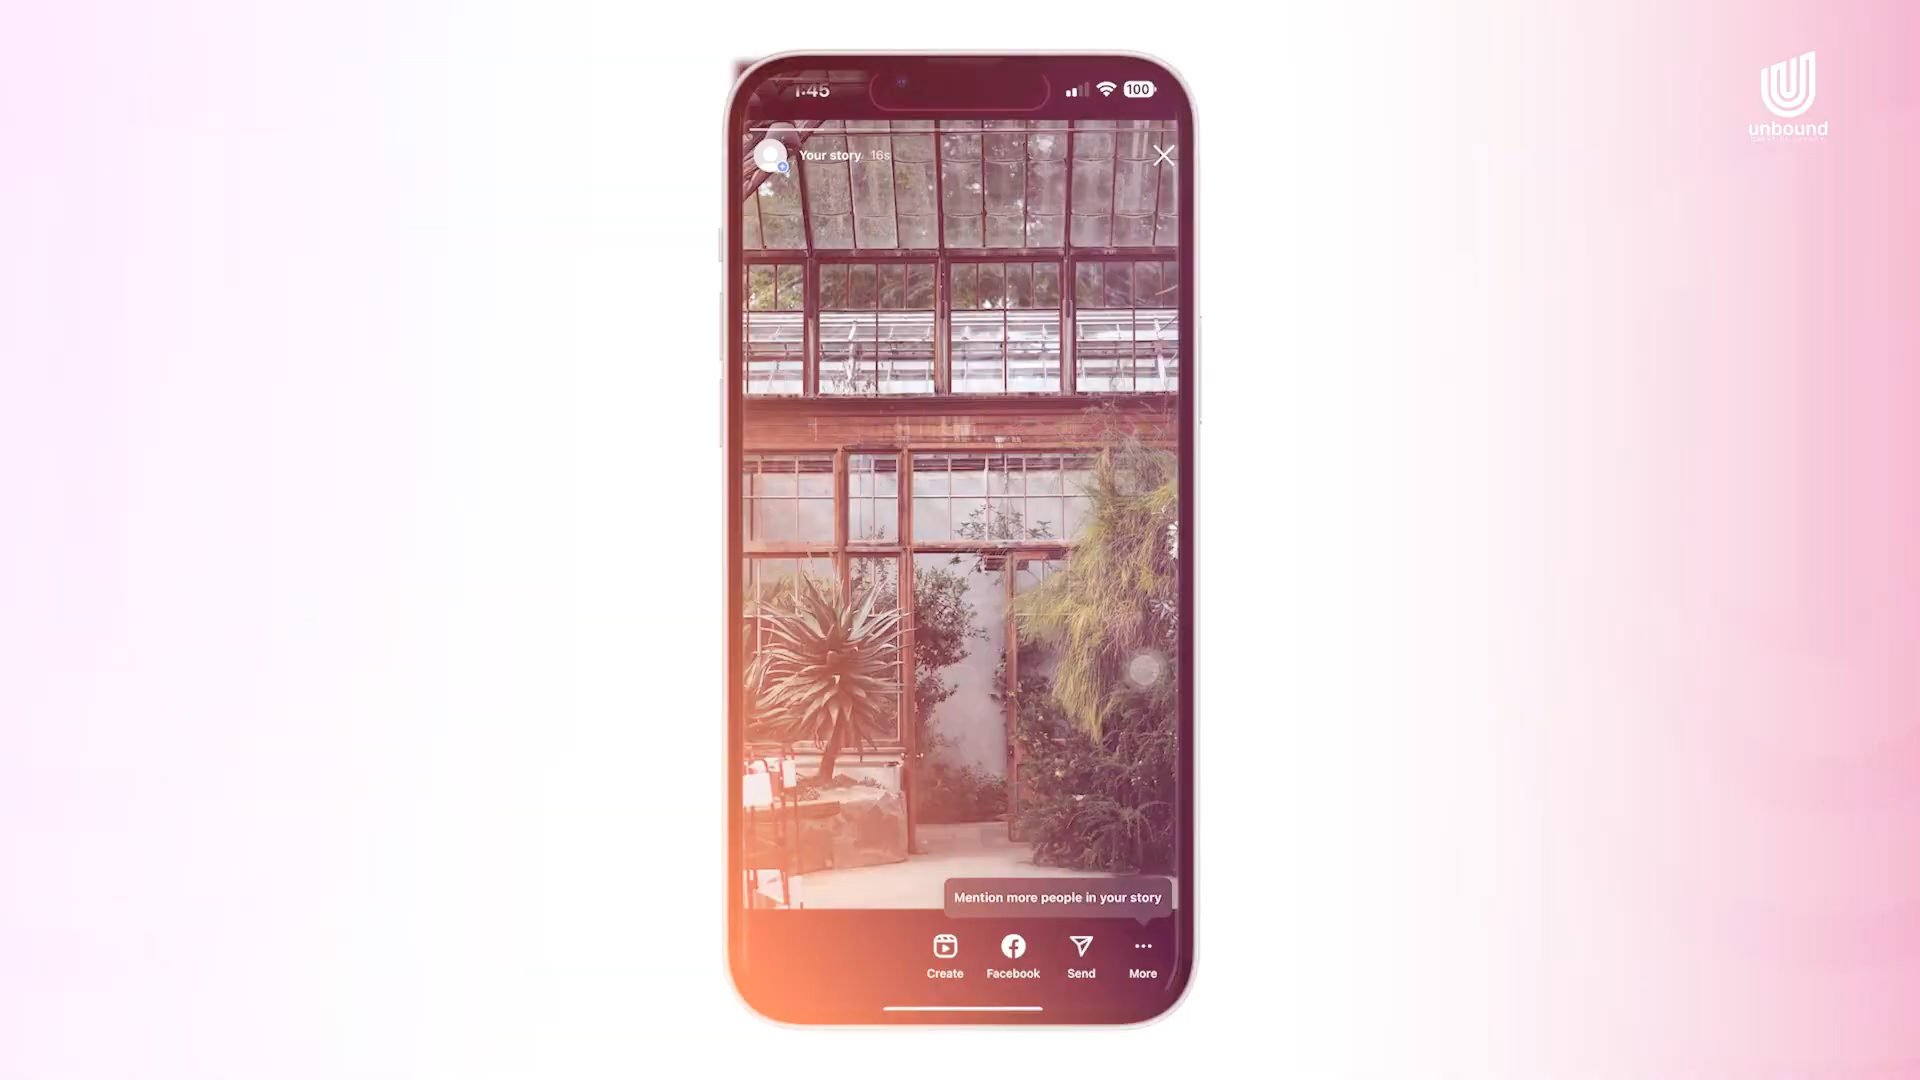 1:45
100
Your story 16s
unbound
Mention more people in your story
Create
Facebook
Send
More